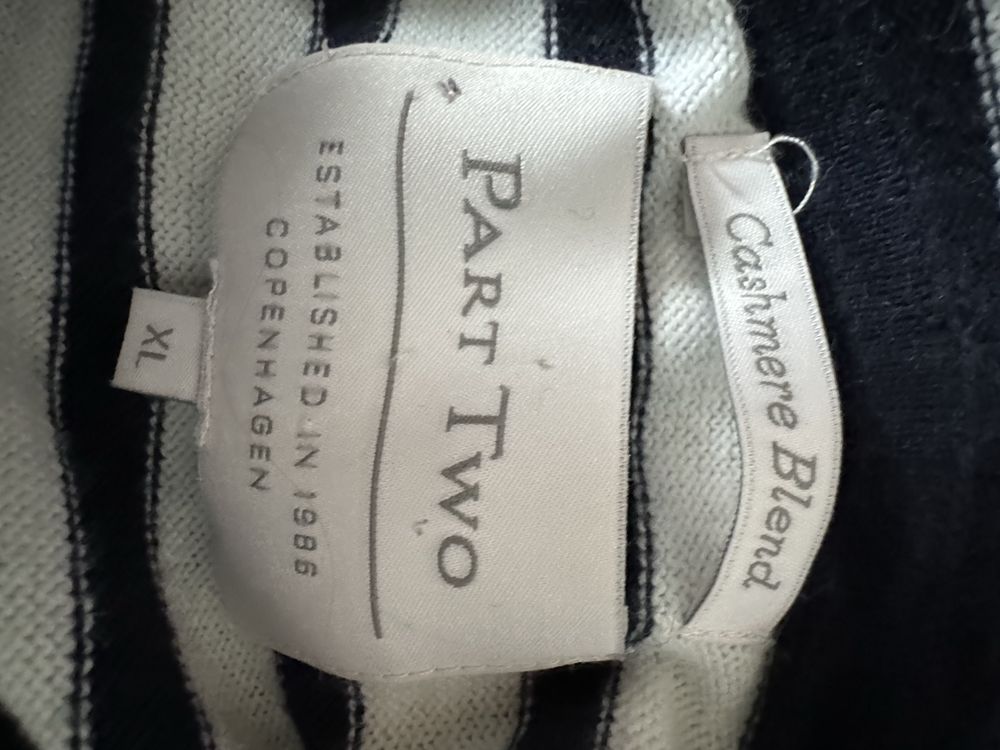 Cashmere Blend
PART TWO
ESTABLISHED IN 1986
COPENHAGEN
XL